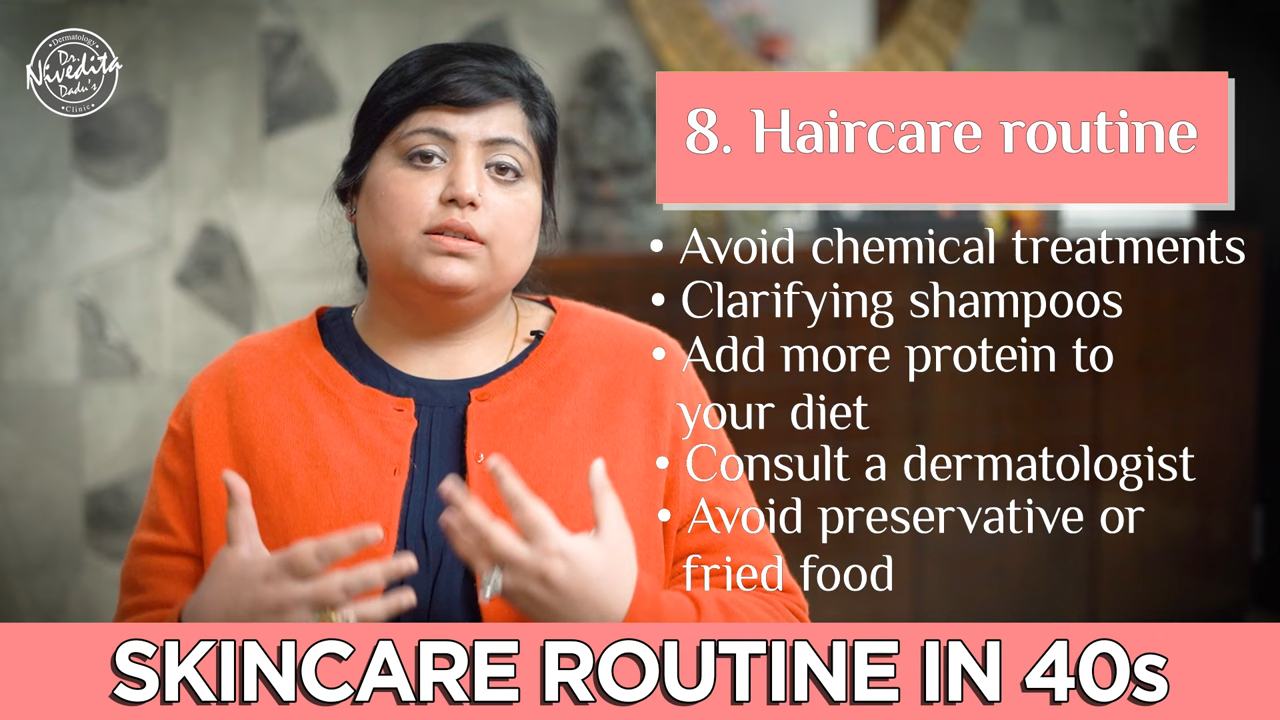 Dermatology
Dr.
Nivedita
Dadu's
Clinic
8. Haircare routine
• Avoid chemical treatments
• Clarifying shampoos
• Add more protein to
your diet
• Consult a dermatologist
• Avoid preservative or
fried food
SKINCARE ROUTINE IN 40s